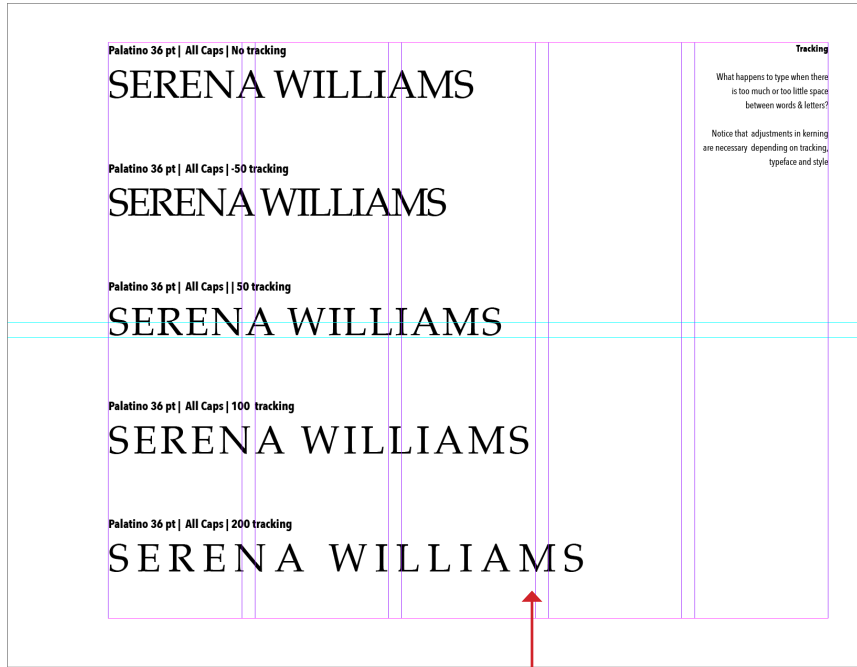 Palatino 36 pt | All Caps | No tracking
SERENA WILLIAMS
Palatino 36 pt | All Caps | -50 tracking
SERENA WILLIAMS
Palatino 36 pt | All Caps | | 50 tracking
SERENA WILLIAMS
Palatino 36 pt | All Caps | 100 tracking
SERENA WILLIAMS
Palatino 36 pt | All Caps | 200 tracking
SERENA WILLIAMS
Tracking
What happens to type when there
is too much or too little space
between words & letters?
Notice that adjustments in kerning
are necessary depending on tracking,
typeface and style